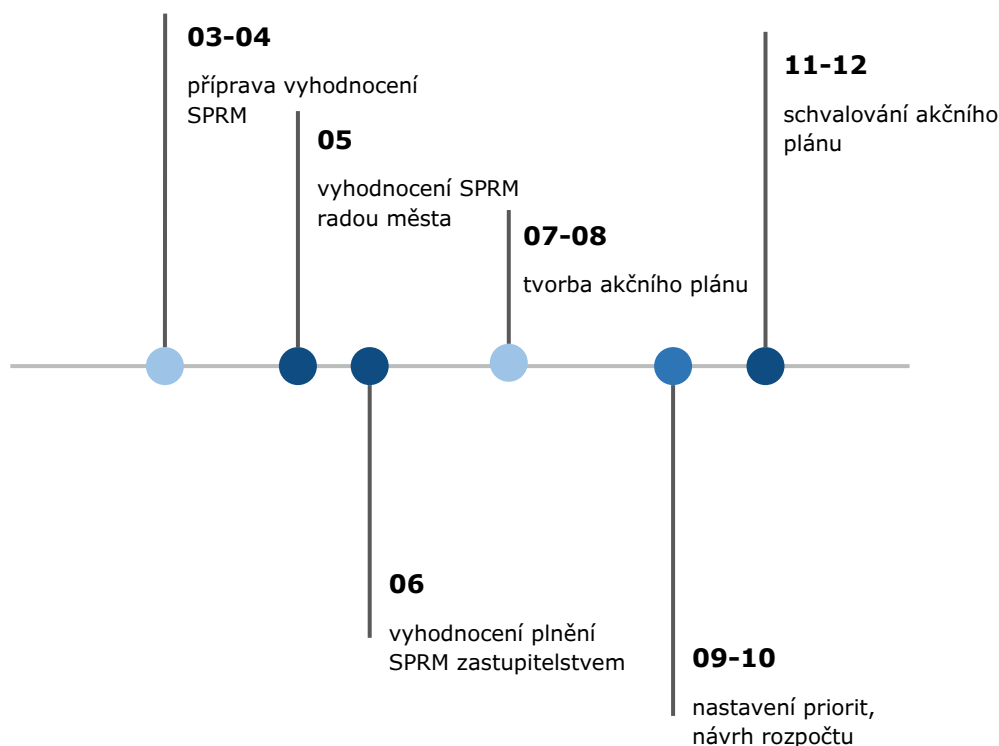 03-04
příprava vyhodnocení
SPRM
05
vyhodnocení SPRM
radou města
06
vyhodnocení plnění
SPRM zastupitelstvem
07-08
tvorba akčního plánu
09-10
nastavení priorit,
návrh rozpočtu
11-12
schvalování akčního
plánu